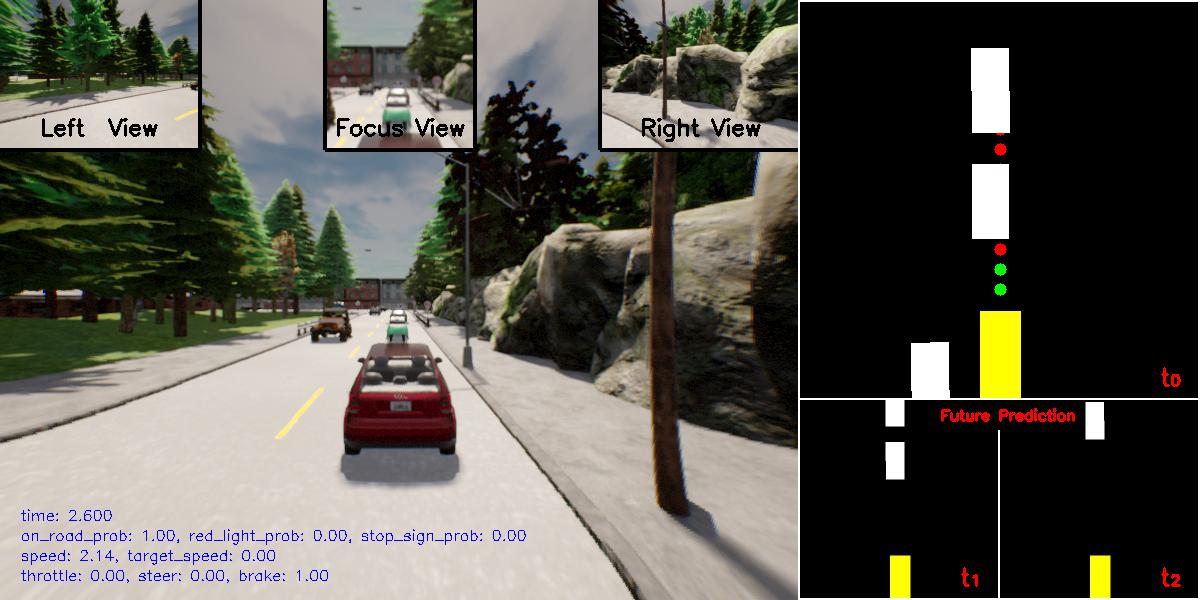 Left View
Focus View
Right View
t0
Future Prediction
t1
t2
time: 2.600
on_road_prob: 1.00, red_light_prob: 0.00, stop_sign_prob: 0.00
speed: 2.14, target_speed: 0.00
throttle: 0.00, steer: 0.00, brake: 1.00